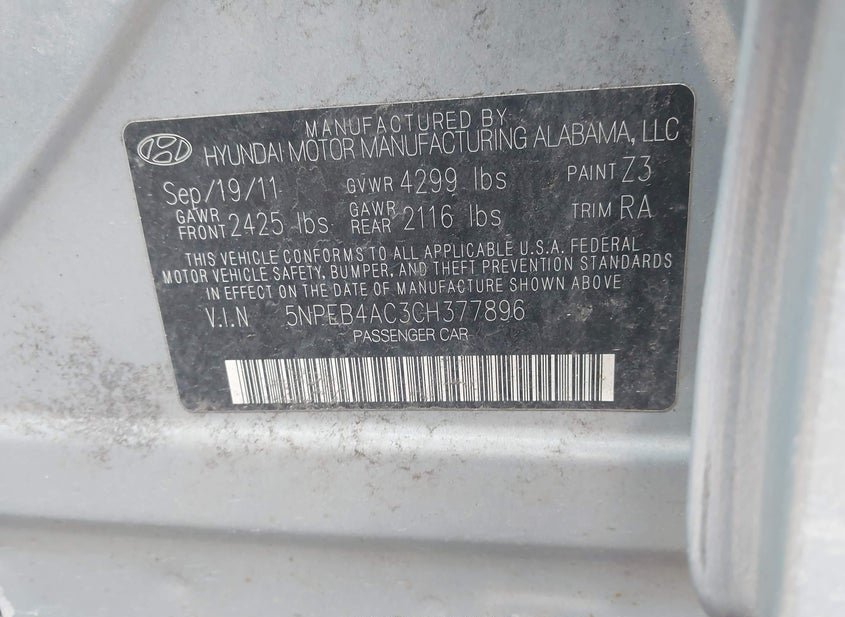 MANUFACTURED BY
HYUNDAI MOTOR MANUFACTURING ALABAMA, LLC
Sep/19/11 GVWR 4299 lbs PAINT Z3
GAWR FRONT 2425 lbs GAWR REAR 2116 lbs TRIM RA
THIS VEHICLE CONFORMS TO ALL APPLICABLE U.S.A. FEDERAL
MOTOR VEHICLE SAFETY, BUMPER, AND THEFT PREVENTION STANDARDS
IN EFFECT ON THE DATE OF MANUFACTURE SHOWN ABOVE
V.I.N 5NPEB4AC3CH377896
PASSENGER CAR